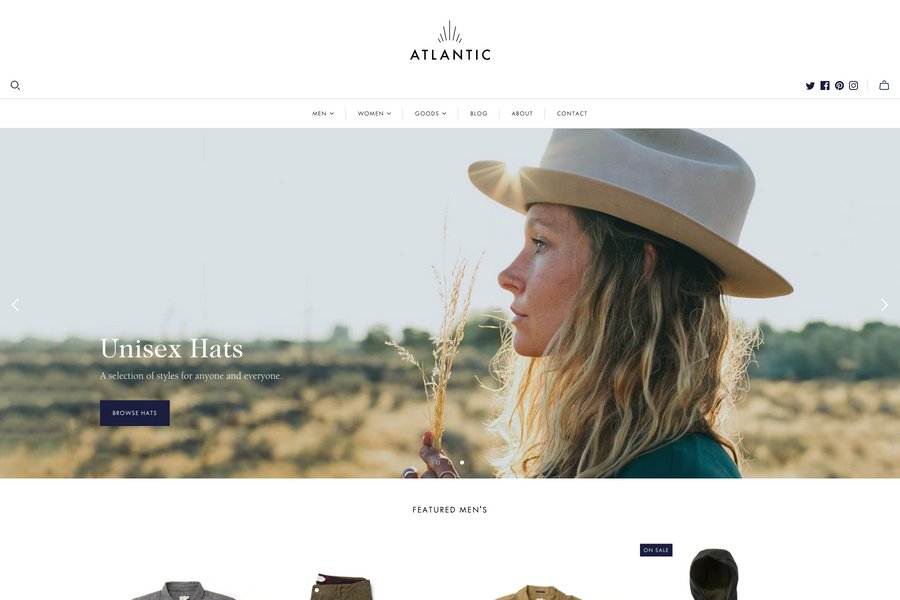 ATLANTIC
MEN WOMEN GOODS BLOG ABOUT CONTACT
Unisex Hats
A selection of styles for anyone and everyone.
BROWSE HATS
FEATURED MEN'S
ON SALE